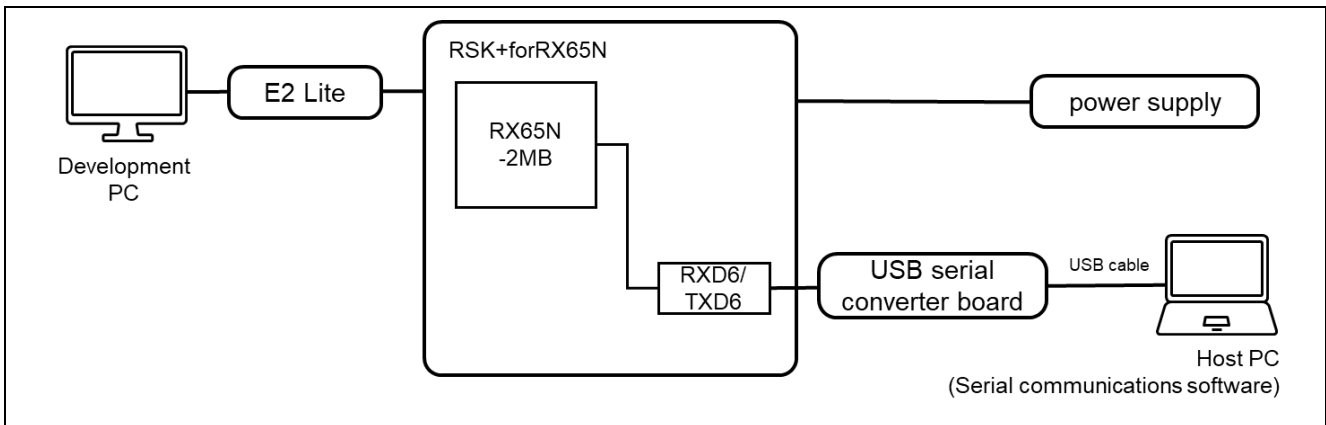 RSK+forRX65N
E2 Lite
Development
PC
RX65N
-2MB
power supply
RXD6/
TXD6
USB serial
converter board
USB cable
Host PC
(Serial communications software)